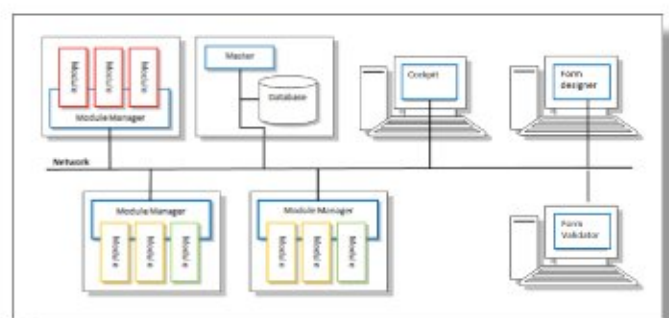 Module
Module
Module
Module Manager
Master
Database
Cockpit
Form
designer
Network
Module Manager
Module
Module
Module
Module Manager
Module
Module
Module
Form
Validator